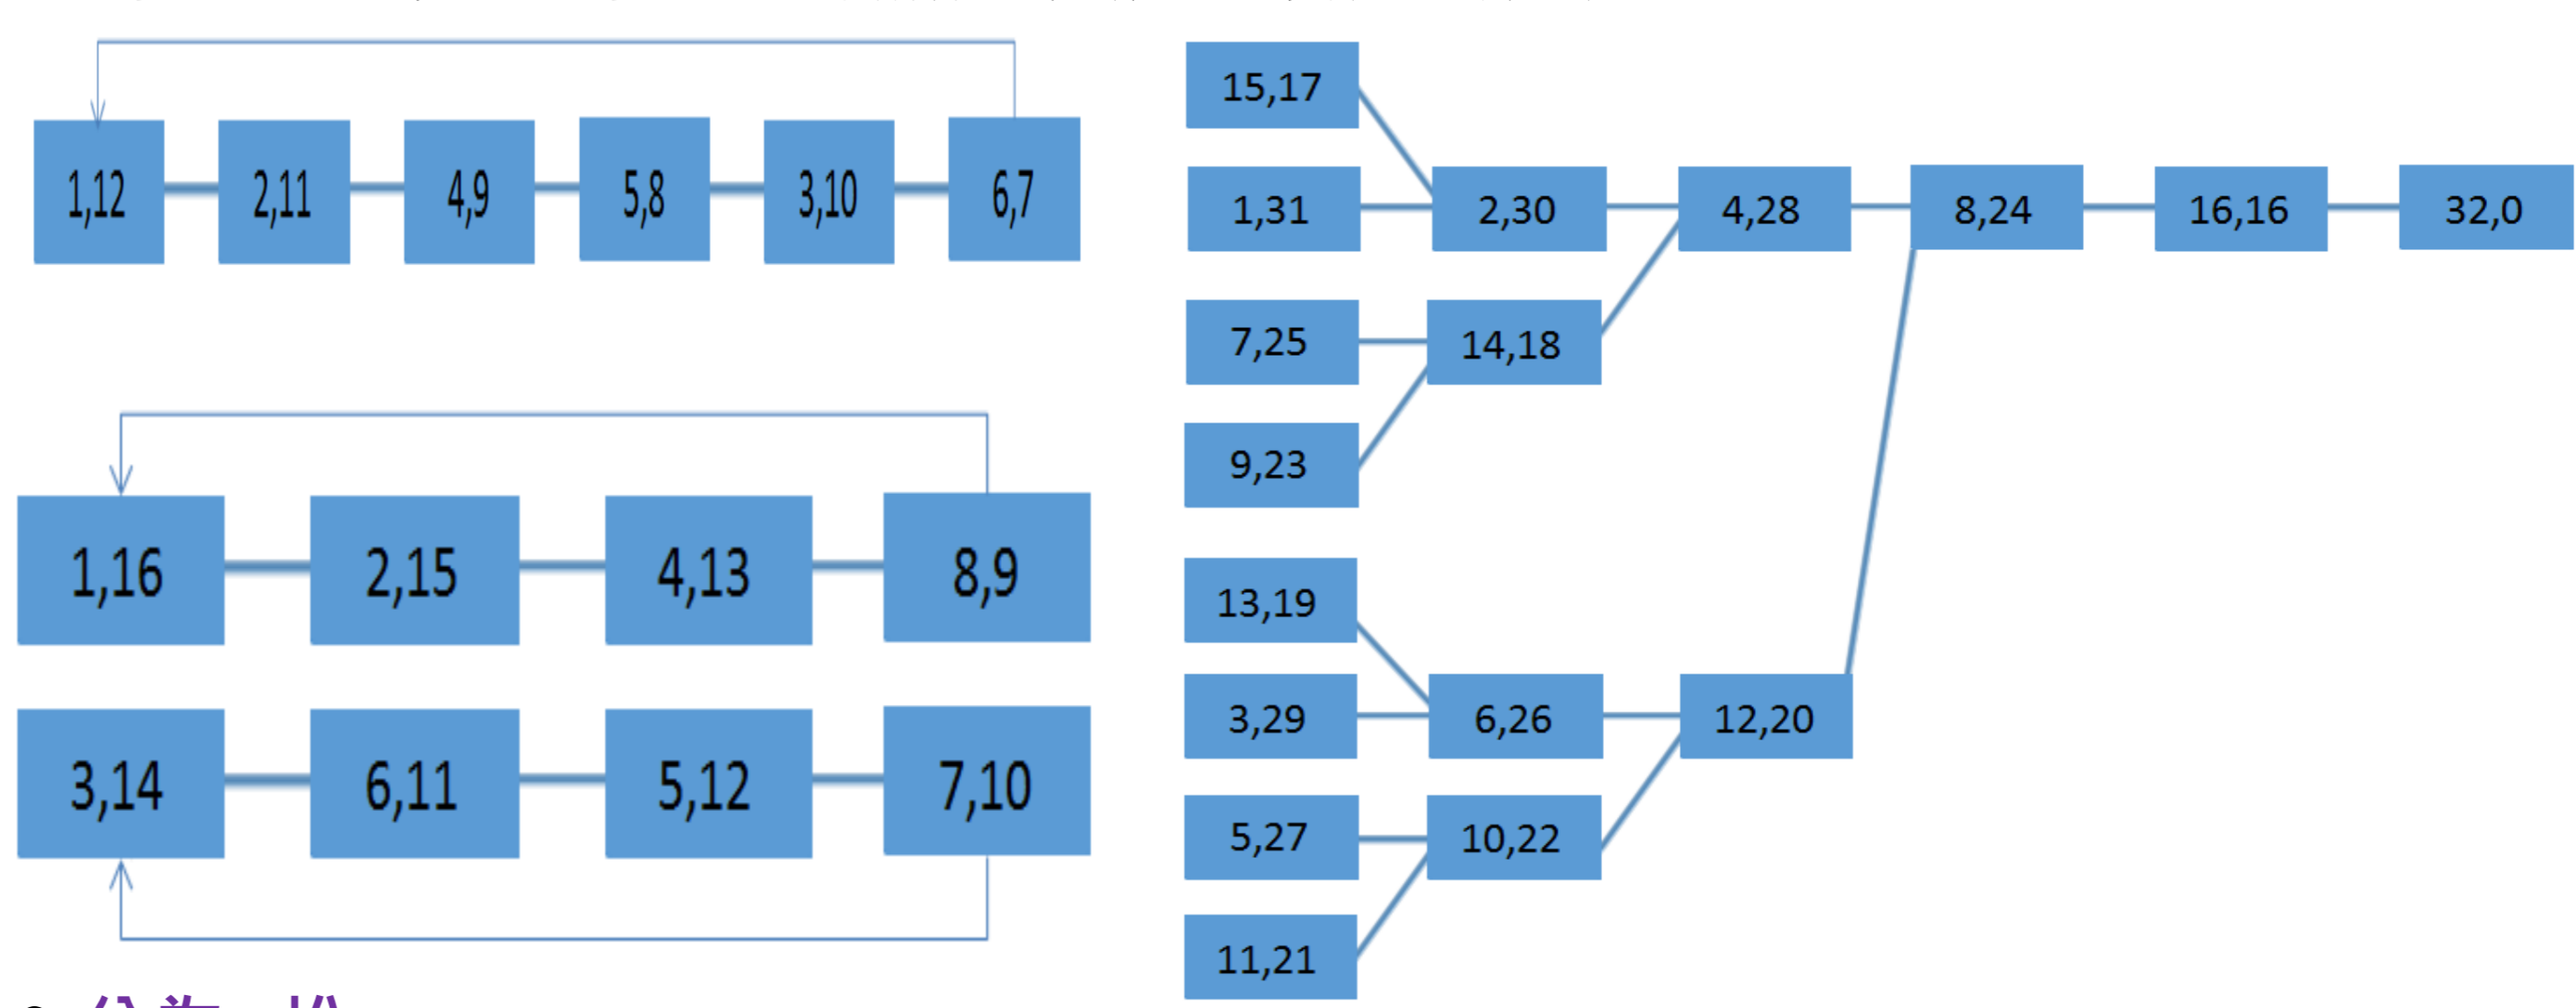 1,12 2,11 4,9 5,8 3,10 6,7
1,16 2,15 4,13 8,9
3,14 6,11 5,12 7,10
15,17
1,31 2,30 4,28 8,24 16,16 32,0
7,25 14,18
9,23
13,19
3,29 6,26 12,20
5,27 10,22
11,21